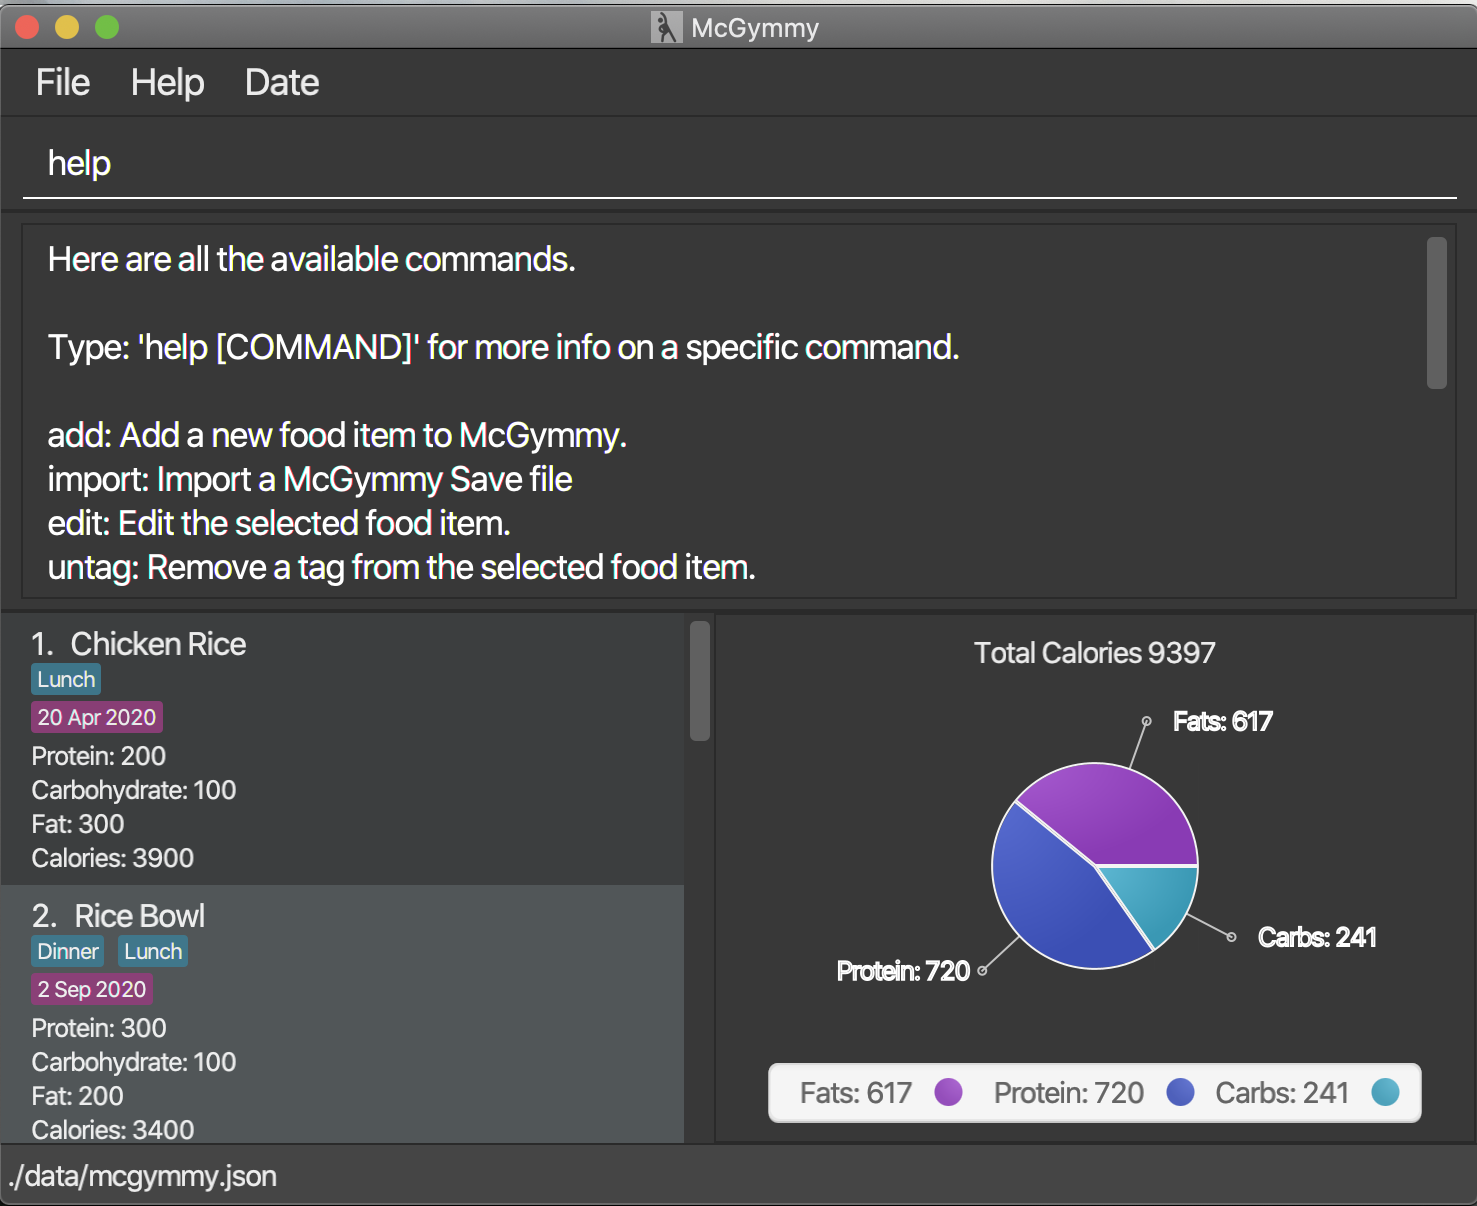 McGymmy
File Help Date
help
Here are all the available commands.
Type: 'help [COMMAND]' for more info on a specific command.
add: Add a new food item to McGymmy.
import: Import a McGymmy Save file
edit: Edit the selected food item.
untag: Remove a tag from the selected food item.
1. Chicken Rice
Lunch
20 Apr 2020
Protein: 200
Carbohydrate: 100
Fat: 300
Calories: 3900
2. Rice Bowl
Dinner Lunch
2 Sep 2020
Protein: 300
Carbohydrate: 100
Fat: 200
Calories: 3400
Total Calories 9397
Fats: 617
Carbs: 241
Protein: 720
Fats: 617 Protein: 720 Carbs: 241
./data/mcgymmy.json